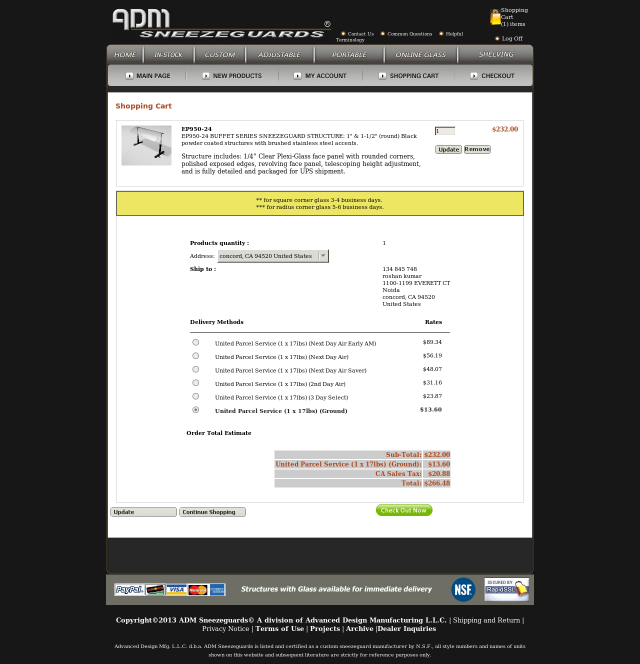 ADM
SNEEZEGUARDS®
Shopping
Cart
(1) items
Contact Us Common Questions Helpful
Terminology
Log Off
HOME IN-STOCK CUSTOM ADJUSTABLE PORTABLE ONLINE GLASS SHELVING
MAIN PAGE NEW PRODUCTS MY ACCOUNT SHOPPING CART CHECKOUT
Shopping Cart
EP950-24
EP950-24 BUFFET SERIES SNEEZEGUARD STRUCTURE: 1" & 1-1/2" (round) Black
powder coated structures with brushed stainless steel accents.
Structure includes: 1/4" Clear Plexi-Glass face panel with rounded corners,
polished exposed edges, revolving face panel, telescoping height adjustment,
and is fully detailed and packaged for UPS shipment.
1
Update Remove
$232.00
** for square corner glass 3-4 business days.
*** for radius corner glass 5-6 business days.
Products quantity : 1
Address: concord, CA 94520 United States
Ship to :
134 845 748
roshan kumar
1100-1199 EVERETT CT
Noida
concord, CA 94520
United States
Delivery Methods Rates
United Parcel Service (1 x 17lbs) (Next Day Air Early AM) $89.34
United Parcel Service (1 x 17lbs) (Next Day Air) $56.19
United Parcel Service (1 x 17lbs) (Next Day Air Saver) $48.07
United Parcel Service (1 x 17lbs) (2nd Day Air) $31.16
United Parcel Service (1 x 17lbs) (3 Day Select) $23.87
United Parcel Service (1 x 17lbs) (Ground) $13.60
Order Total Estimate
Sub-Total: $232.00
United Parcel Service (1 x 17lbs) (Ground): $13.60
CA Sales Tax: $20.88
Total: $266.48
Update Continue Shopping Check Out Now
PayPal VISA Structures with Glass available for immediate delivery NSF SECURED BY
RapidSSL
Copyright©2013 ADM Sneezeguards© A division of Advanced Design Manufacturing L.L.C. | Shipping and Return |
Privacy Notice | Terms of Use | Projects | Archive |Dealer Inquiries
Advanced Design Mfg. L.L.C. d.b.a. ADM Sneezeguards is listed and certified as a custom sneezeguard manufacturer by N.S.F., all style numbers and names of units
shown on this website and subsequent literature are strictly for reference purposes only.